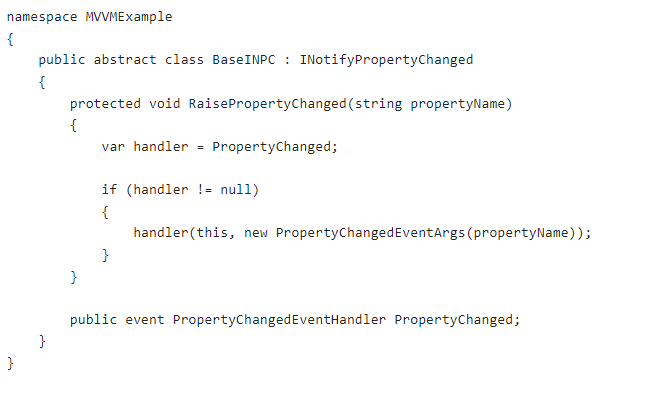 namespace MVVMExample
{
    public abstract class BaseINPC : INotifyPropertyChanged
    {
        protected void RaisePropertyChanged(string propertyName)
        {
            var handler = PropertyChanged;

            if (handler != null)
            {
                handler(this, new PropertyChangedEventArgs(propertyName));
            }
        }

        public event PropertyChangedEventHandler PropertyChanged;
    }
}